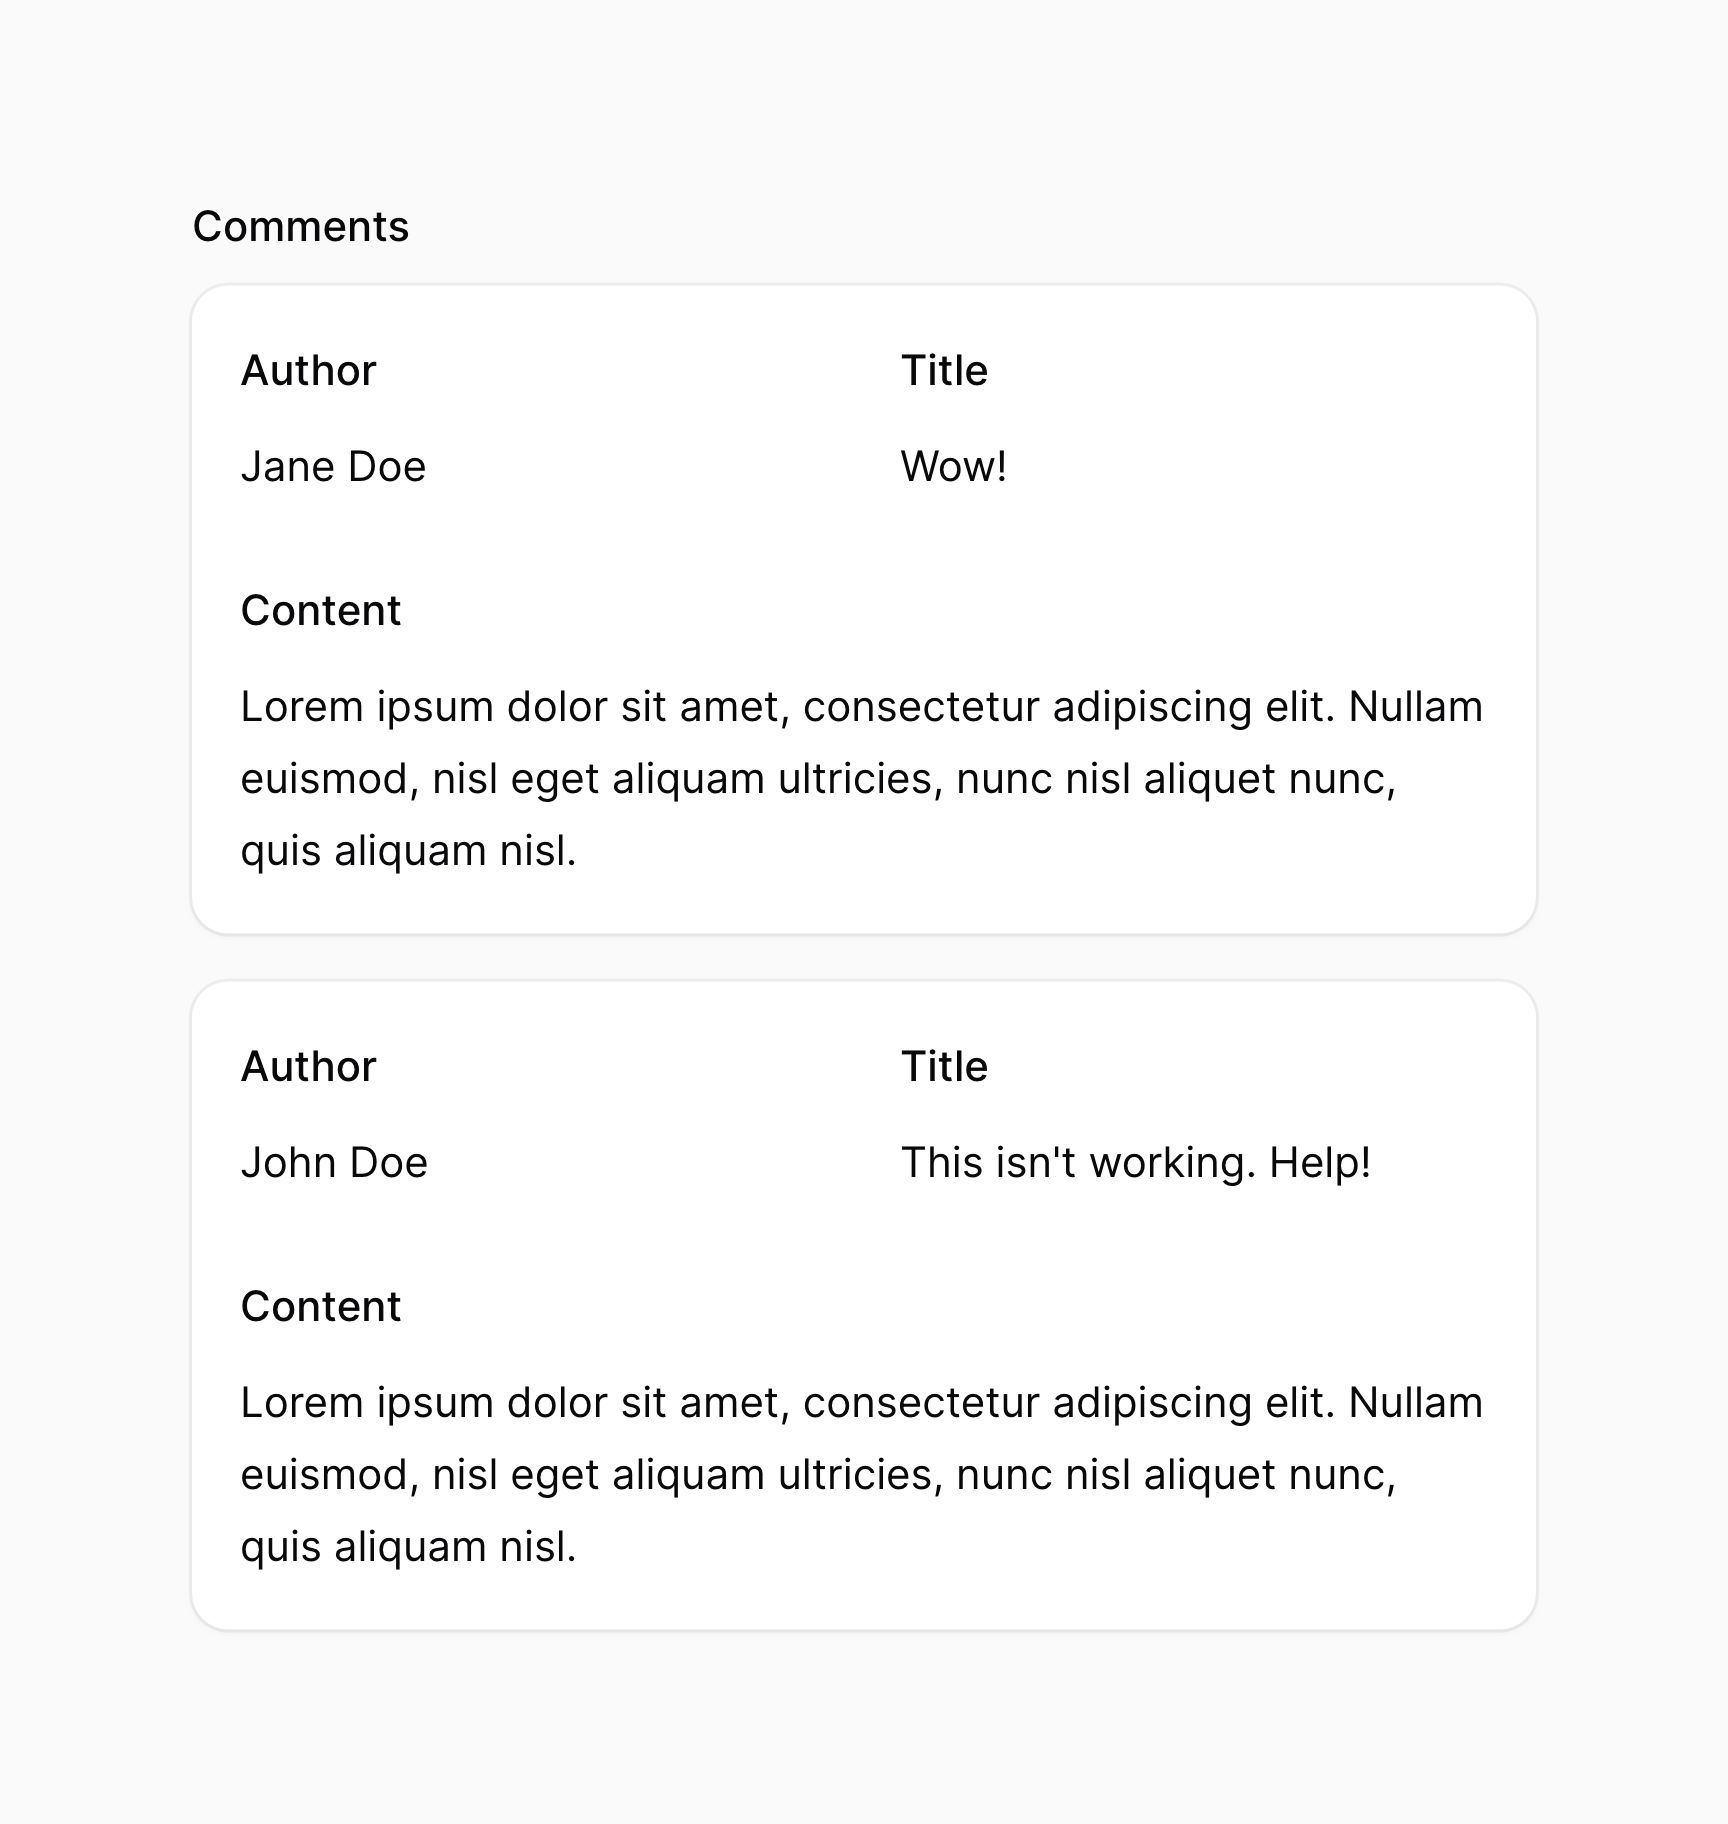 Comments
Author
Title
Jane Doe
Wow!
Content
Lorem ipsum dolor sit amet, consectetur adipiscing elit. Nullam
euismod, nisl eget aliquam ultricies, nunc nisl aliquet nunc,
quis aliquam nisl.
Author
Title
John Doe
This isn't working. Help!
Content
Lorem ipsum dolor sit amet, consectetur adipiscing elit. Nullam
euismod, nisl eget aliquam ultricies, nunc nisl aliquet nunc,
quis aliquam nisl.